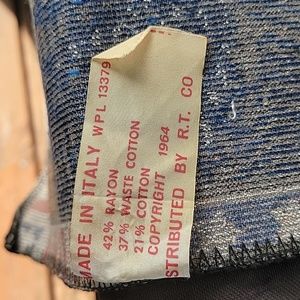 MADE IN ITALY WPL 13379
42% RAYON
37% WASTE COTTON
21% COTTON
COPYRIGHT 1964
STRIBUTED BY R.T. CO